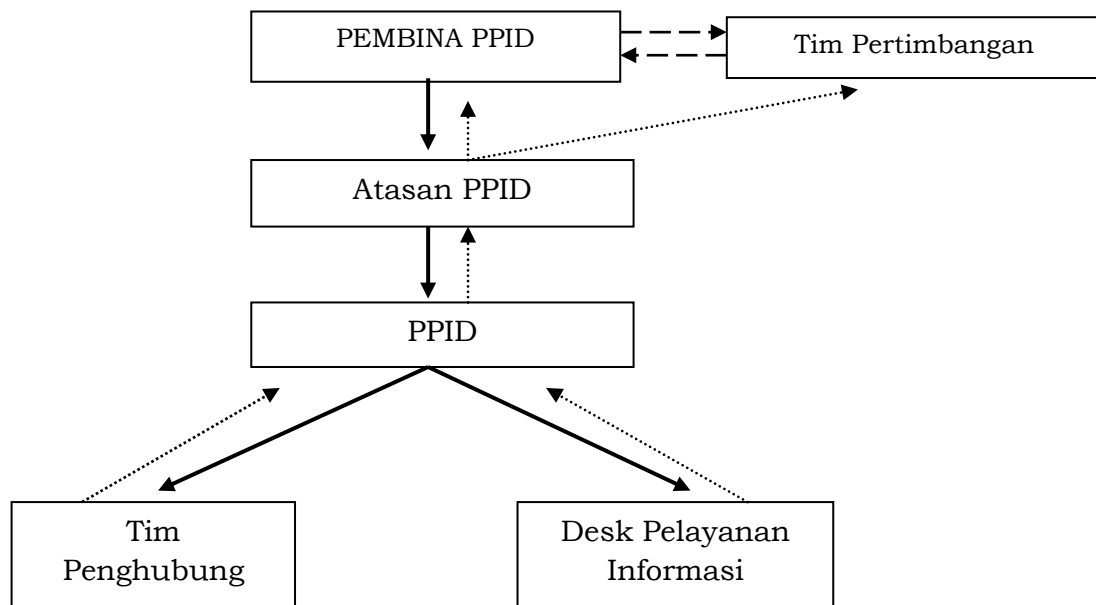 PEMBINA PPID
Tim Pertimbangan
Atasan PPID
PPID
Tim
Penghubung
Desk Pelayanan
Informasi